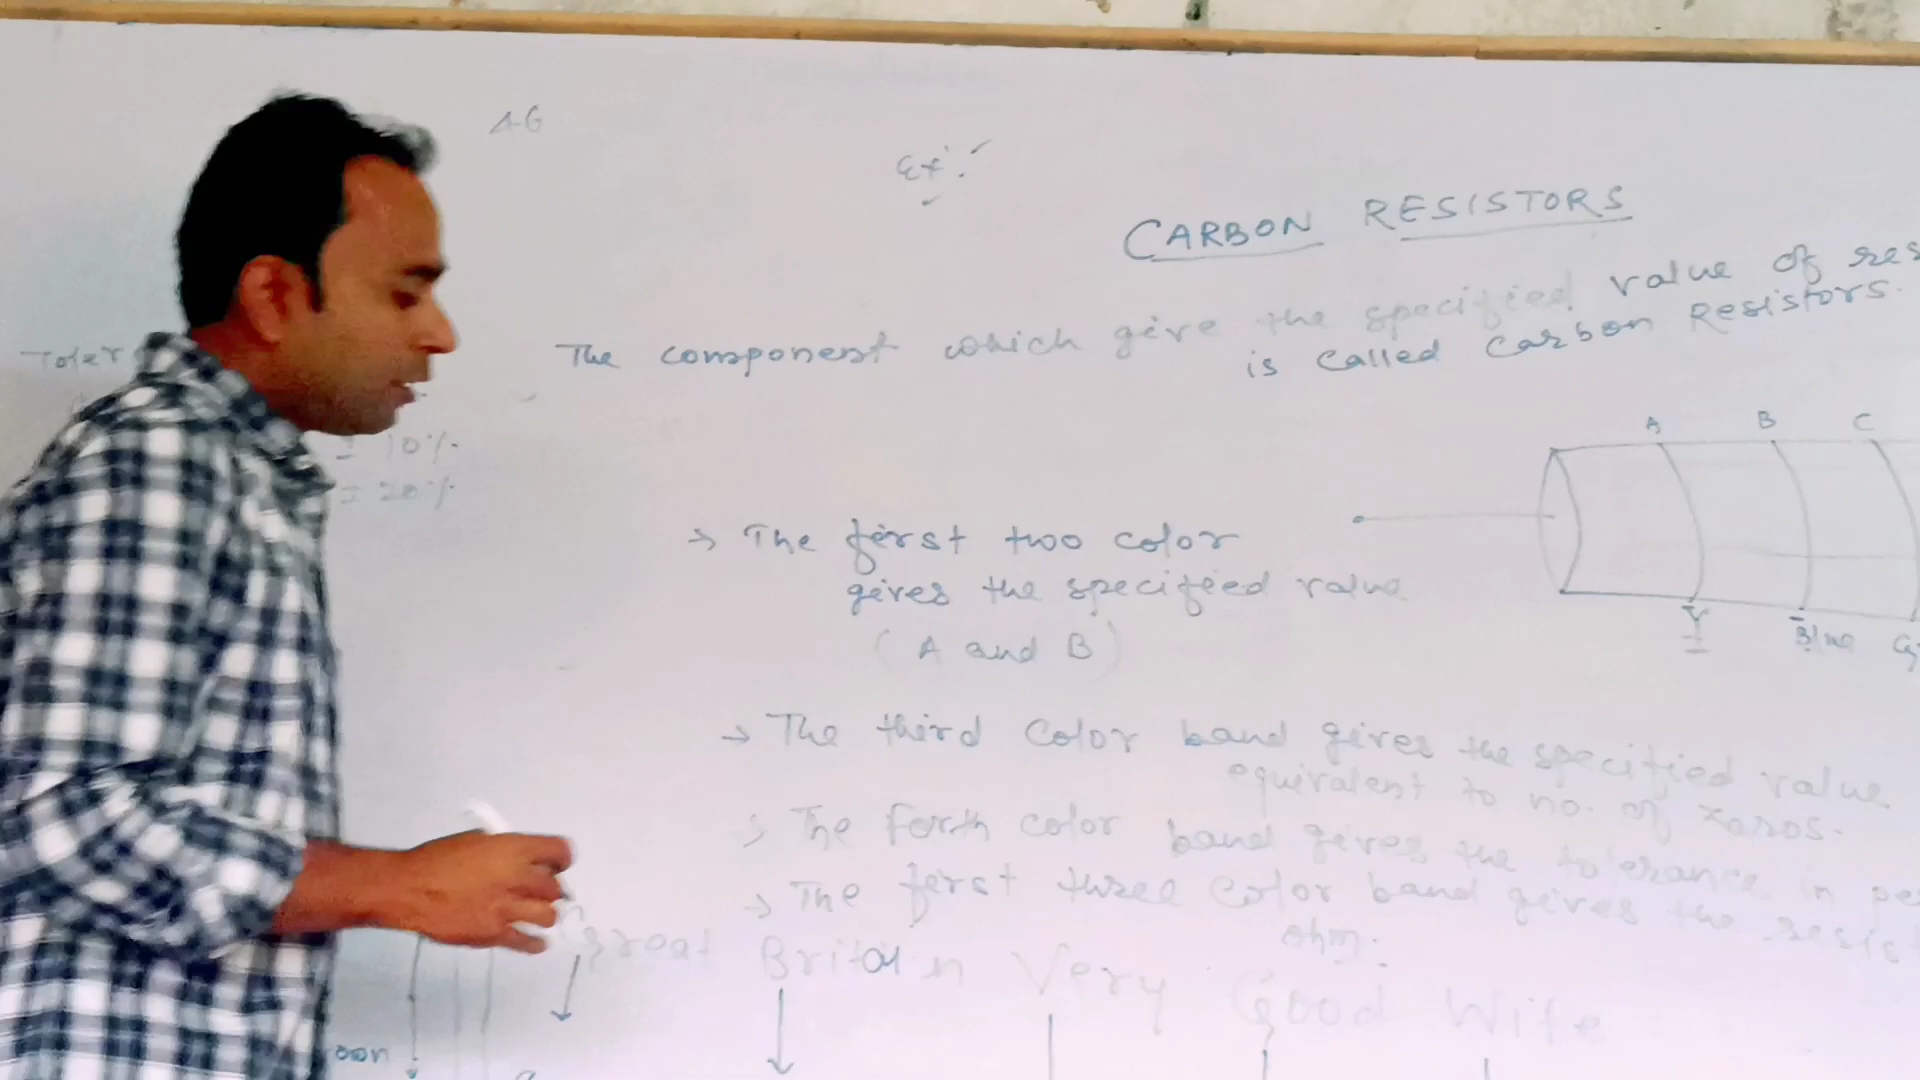 46
Ex:
CARBON RESISTORS
The component which give the specified value of res
is called Carbon Resistors.
Toler
± 10%
± 20%
A B C
→ The first two color
gives the specified value
(A and B)
Y Blue
→ The third color band gives the specified value
equivalent to no. of zeros.
→ The forth color band gives the tolerance in pe
→ The first three color band gives the resis
ohm.
Great Britain Very Good Wife